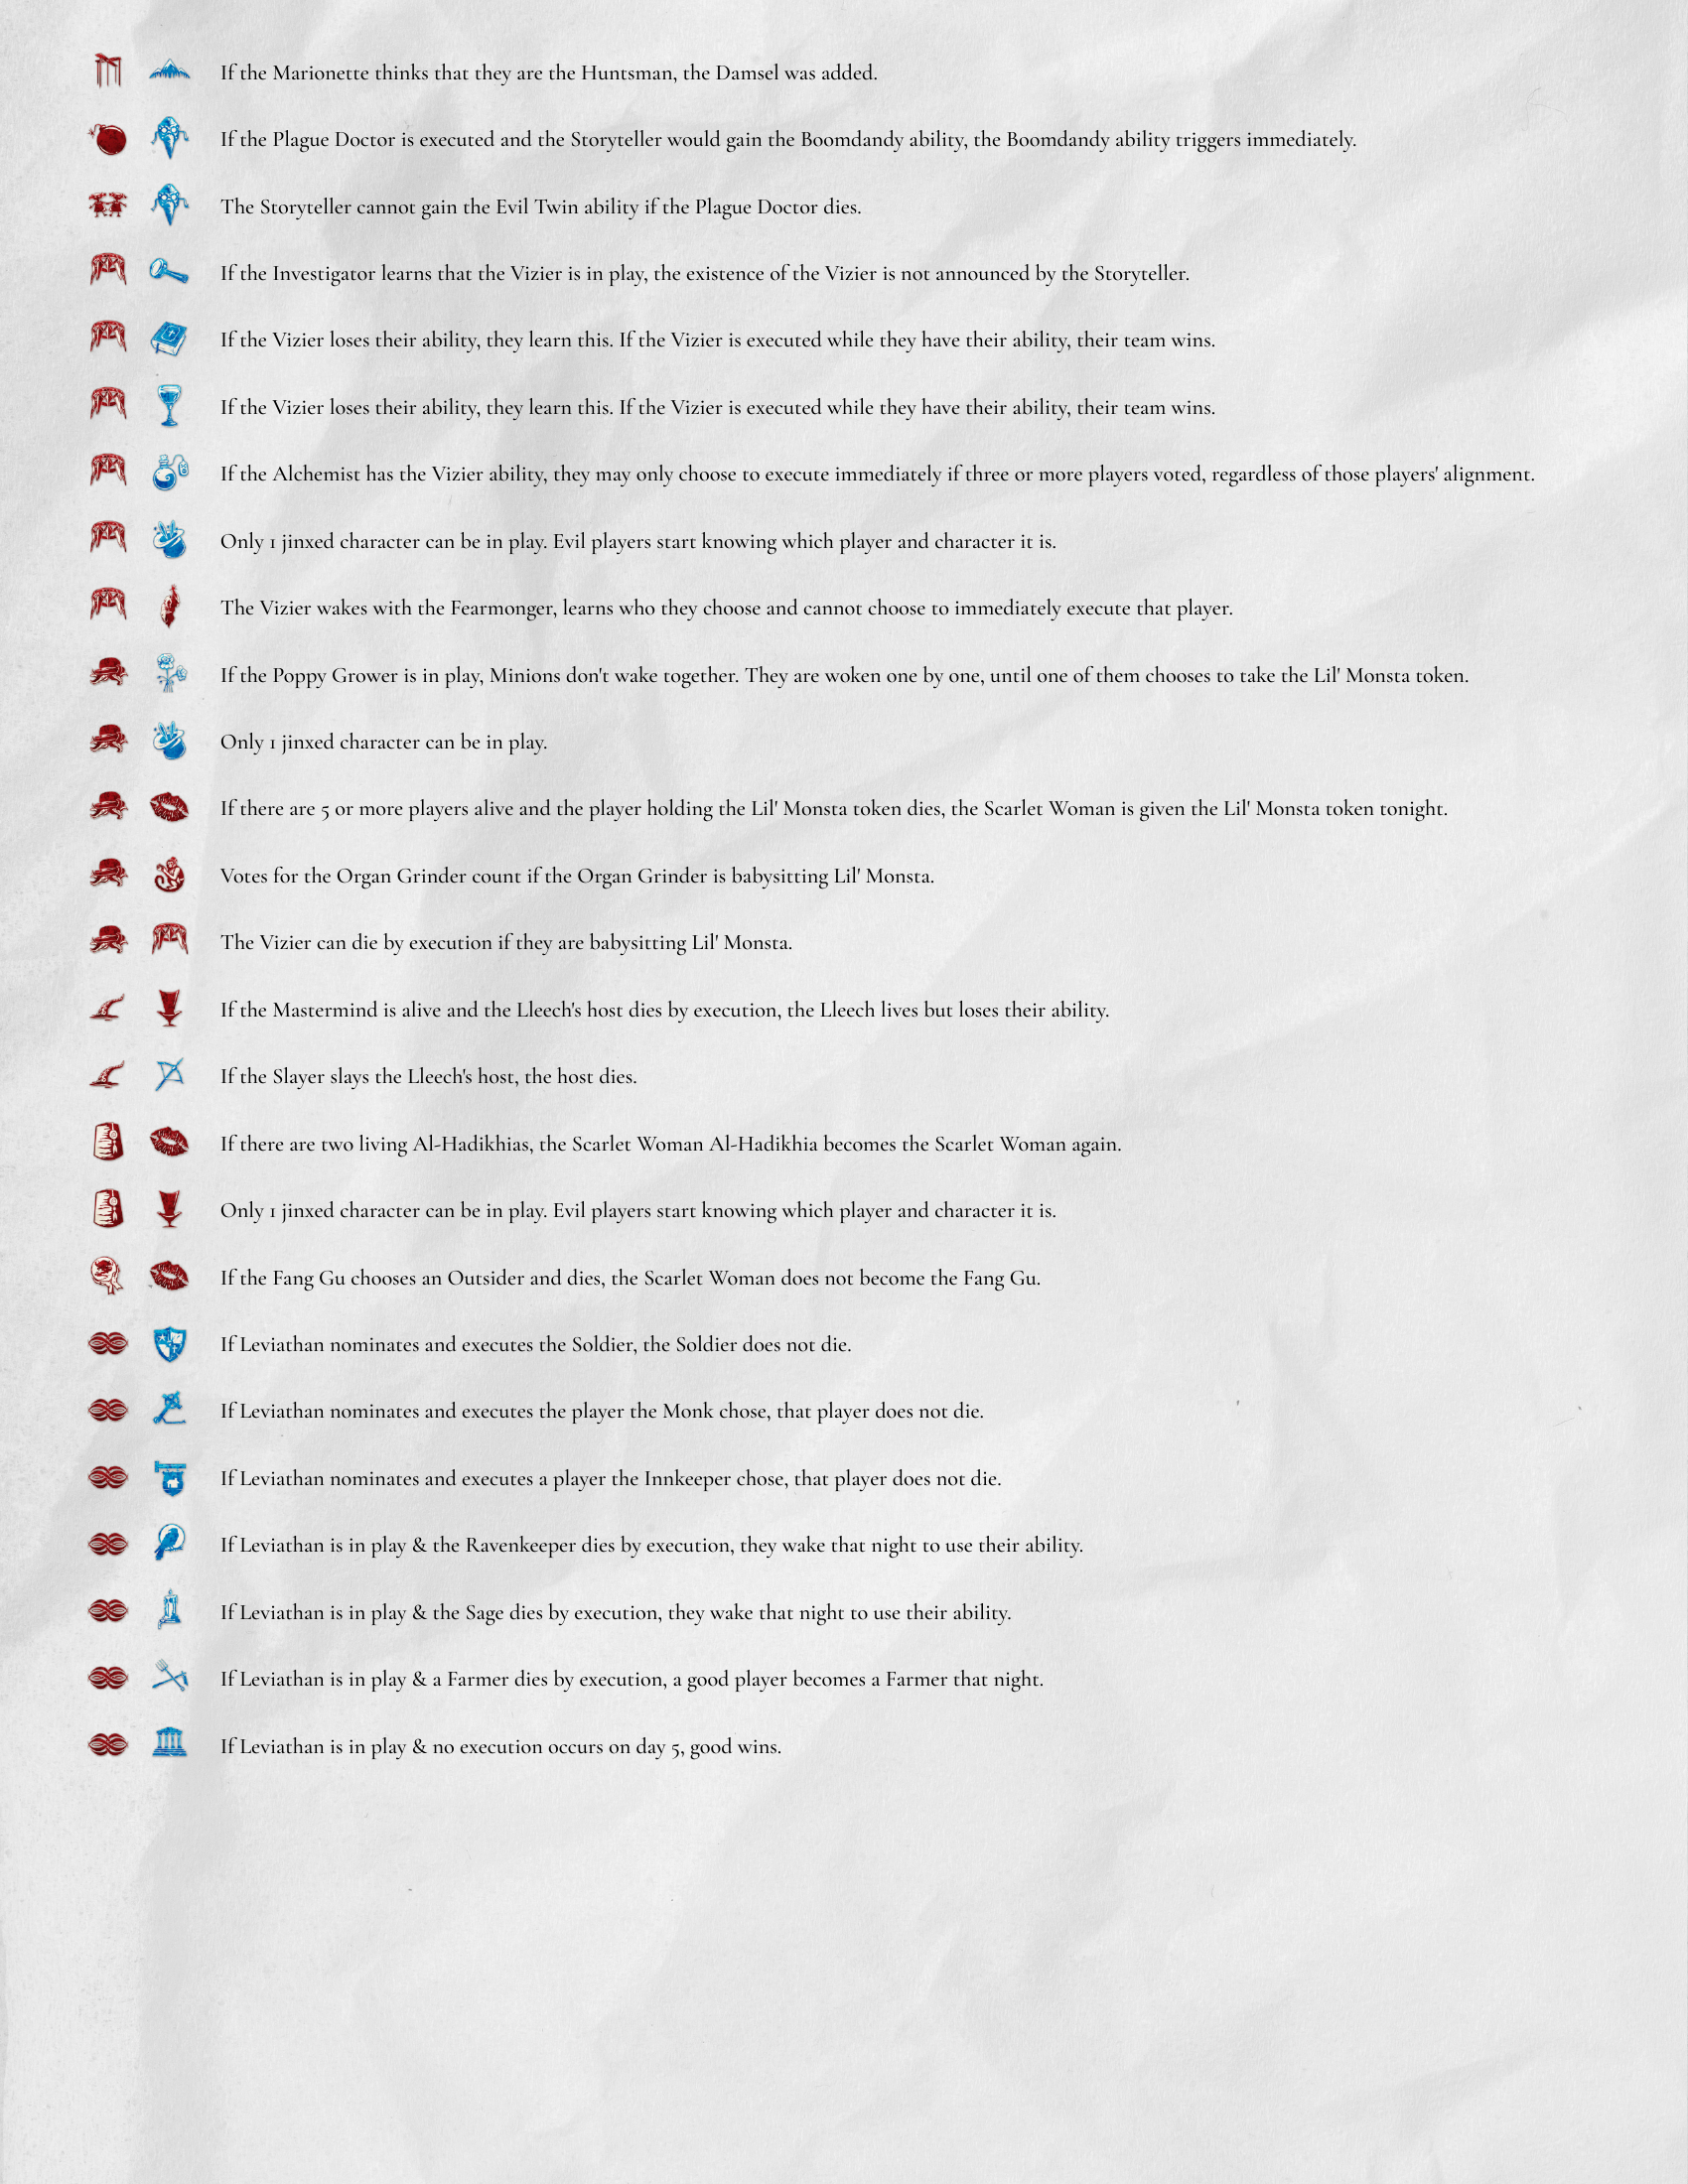 If the Marionette thinks that they are the Huntsman, the Damsel was added.
If the Plague Doctor is executed and the Storyteller would gain the Boomdandy ability, the Boomdandy ability triggers immediately.
The Storyteller cannot gain the Evil Twin ability if the Plague Doctor dies.
If the Investigator learns that the Vizier is in play, the existence of the Vizier is not announced by the Storyteller.
If the Vizier loses their ability, they learn this. If the Vizier is executed while they have their ability, their team wins.
If the Vizier loses their ability, they learn this. If the Vizier is executed while they have their ability, their team wins.
If the Alchemist has the Vizier ability, they may only choose to execute immediately if three or more players voted, regardless of those players' alignment.
Only 1 jinxed character can be in play. Evil players start knowing which player and character it is.
The Vizier wakes with the Fearmonger, learns who they choose and cannot choose to immediately execute that player.
If the Poppy Grower is in play, Minions don't wake together. They are woken one by one, until one of them chooses to take the Lil' Monsta token.
Only 1 jinxed character can be in play.
If there are 5 or more players alive and the player holding the Lil' Monsta token dies, the Scarlet Woman is given the Lil' Monsta token tonight.
Votes for the Organ Grinder count if the Organ Grinder is babysitting Lil' Monsta.
The Vizier can die by execution if they are babysitting Lil' Monsta.
If the Mastermind is alive and the Lleech's host dies by execution, the Lleech lives but loses their ability.
If the Slayer slays the Lleech's host, the host dies.
If there are two living Al-Hadikhias, the Scarlet Woman Al-Hadikhia becomes the Scarlet Woman again.
Only 1 jinxed character can be in play. Evil players start knowing which player and character it is.
If the Fang Gu chooses an Outsider and dies, the Scarlet Woman does not become the Fang Gu.
If Leviathan nominates and executes the Soldier, the Soldier does not die.
If Leviathan nominates and executes the player the Monk chose, that player does not die.
If Leviathan nominates and executes a player the Innkeeper chose, that player does not die.
If Leviathan is in play & the Ravenkeeper dies by execution, they wake that night to use their ability.
If Leviathan is in play & the Sage dies by execution, they wake that night to use their ability.
If Leviathan is in play & a Farmer dies by execution, a good player becomes a Farmer that night.
If Leviathan is in play & no execution occurs on day 5, good wins.